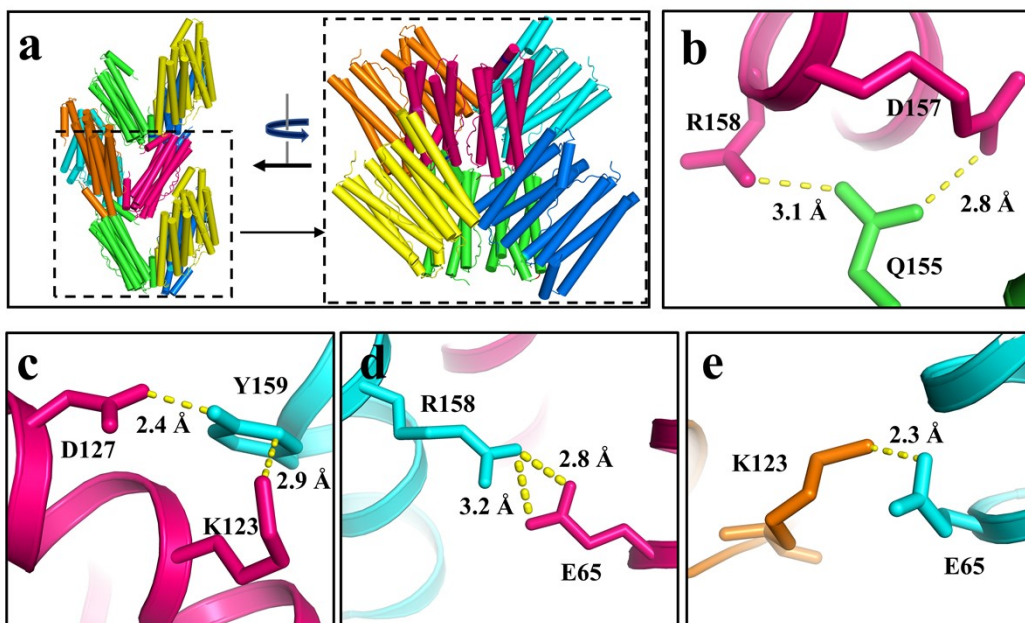 a
b
D157
R158
3.1 Å
2.8 Å
Q155
c
Y159
D127
2.4 Å
2.9 Å
K123
d
R158
2.8 Å
3.2 Å
E65
e
2.3 Å
K123
E65